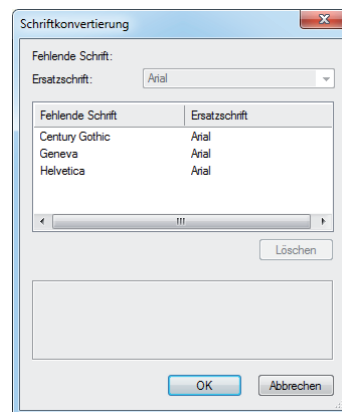 Schriftkonvertierung
Fehlende Schrift:
Ersatzschrift: Arial
Fehlende Schrift Ersatzschrift
Century Gothic Arial
Geneva Arial
Helvetica Arial
Löschen
OK Abbrechen